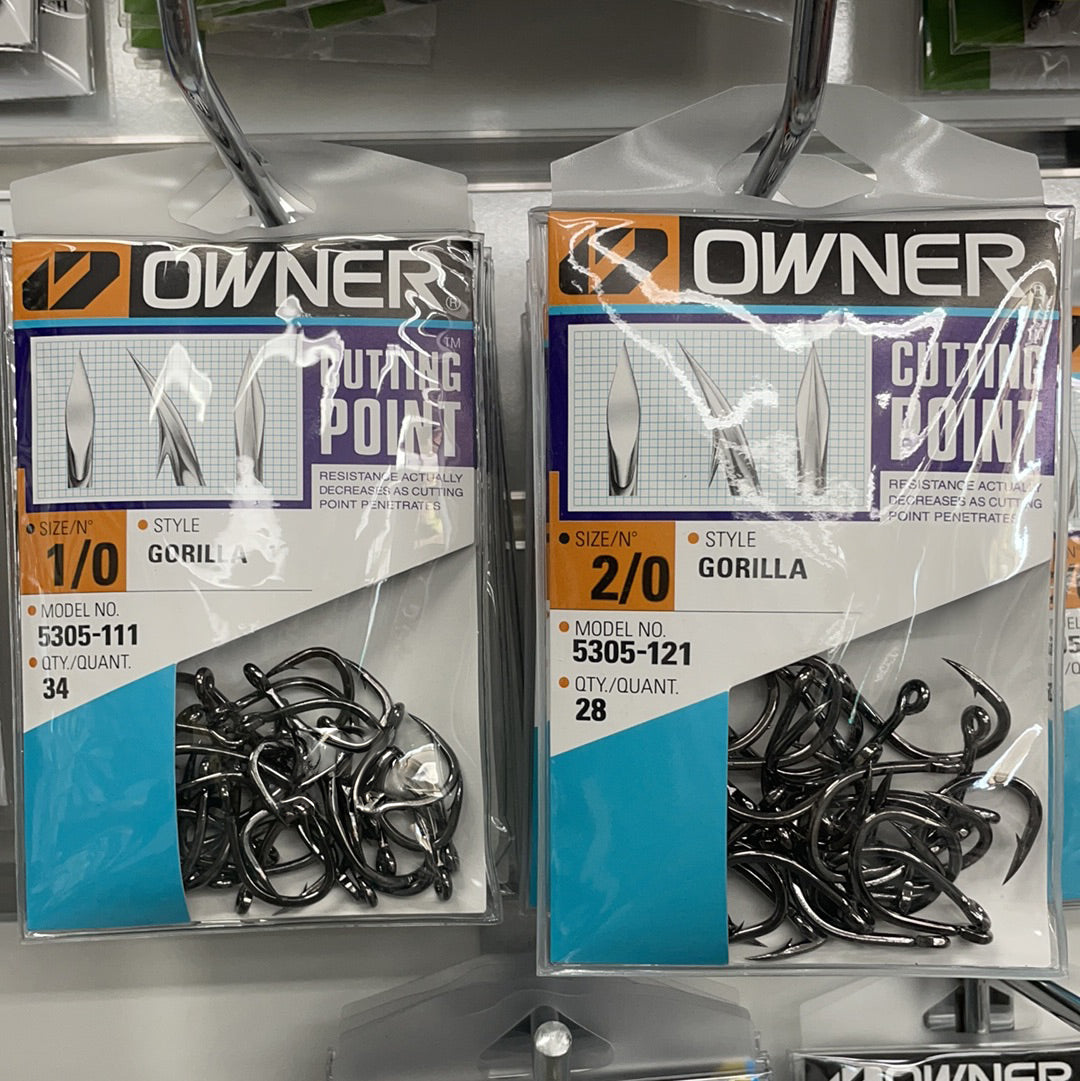 OWNER®
CUTTING™
POINT
RESISTANCE ACTUALLY
DECREASES AS CUTTING
POINT PENETRATES
SIZE/N°
1/0
STYLE
GORILLA
MODEL NO.
5305-111
QTY./QUANT.
34
OWNER
CUTTING
POINT
RESISTANCE ACTUALLY
DECREASES AS CUTTING
POINT PENETRATES
SIZE/N°
2/0
STYLE
GORILLA
MODEL NO.
5305-121
QTY./QUANT.
28
OWNER